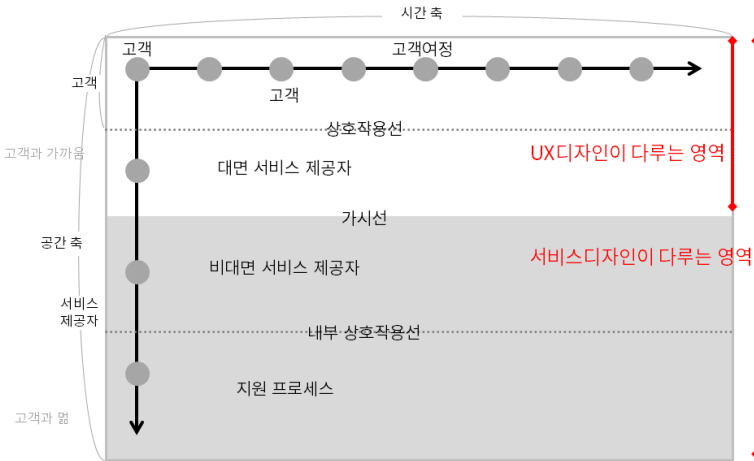 시간 축
고객
고객여정
고객
고객
상호작용선
고객과 가까움
대면 서비스 제공자
UX디자인이 다루는 영역
가시선
공간 축
비대면 서비스 제공자
서비스디자인이 다루는 영역
서비스
제공자
내부 상호작용선
지원 프로세스
고객과 멂